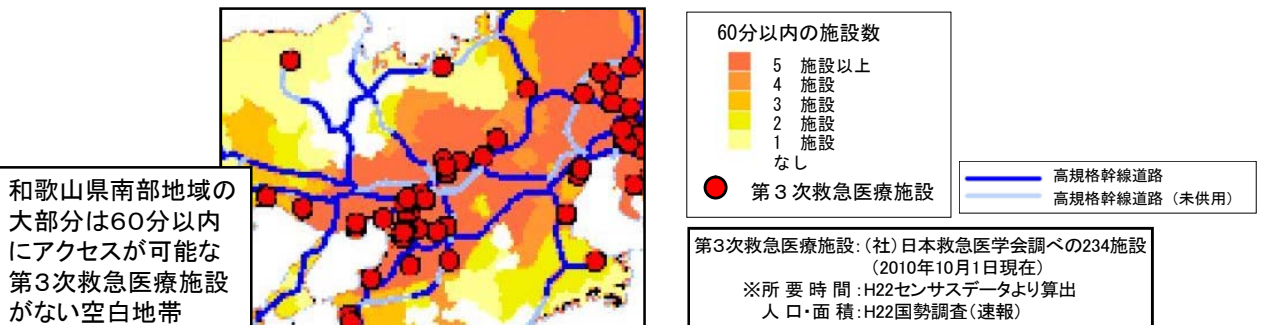 和歌山県南部地域の
大部分は60分以内
にアクセスが可能な
第3次救急医療施設
がない空白地帯
60分以内の施設数
5 施設以上
4 施設
3 施設
2 施設
1 施設
なし
第３次救急医療施設
高規格幹線道路
高規格幹線道路（未供用）
第3次救急医療施設：（社）日本救急医学会調べの234施設
（2010年10月1日現在）
※所 要 時 間：H22センサスデータより算出
人 口・面 積：H22国勢調査（速報）